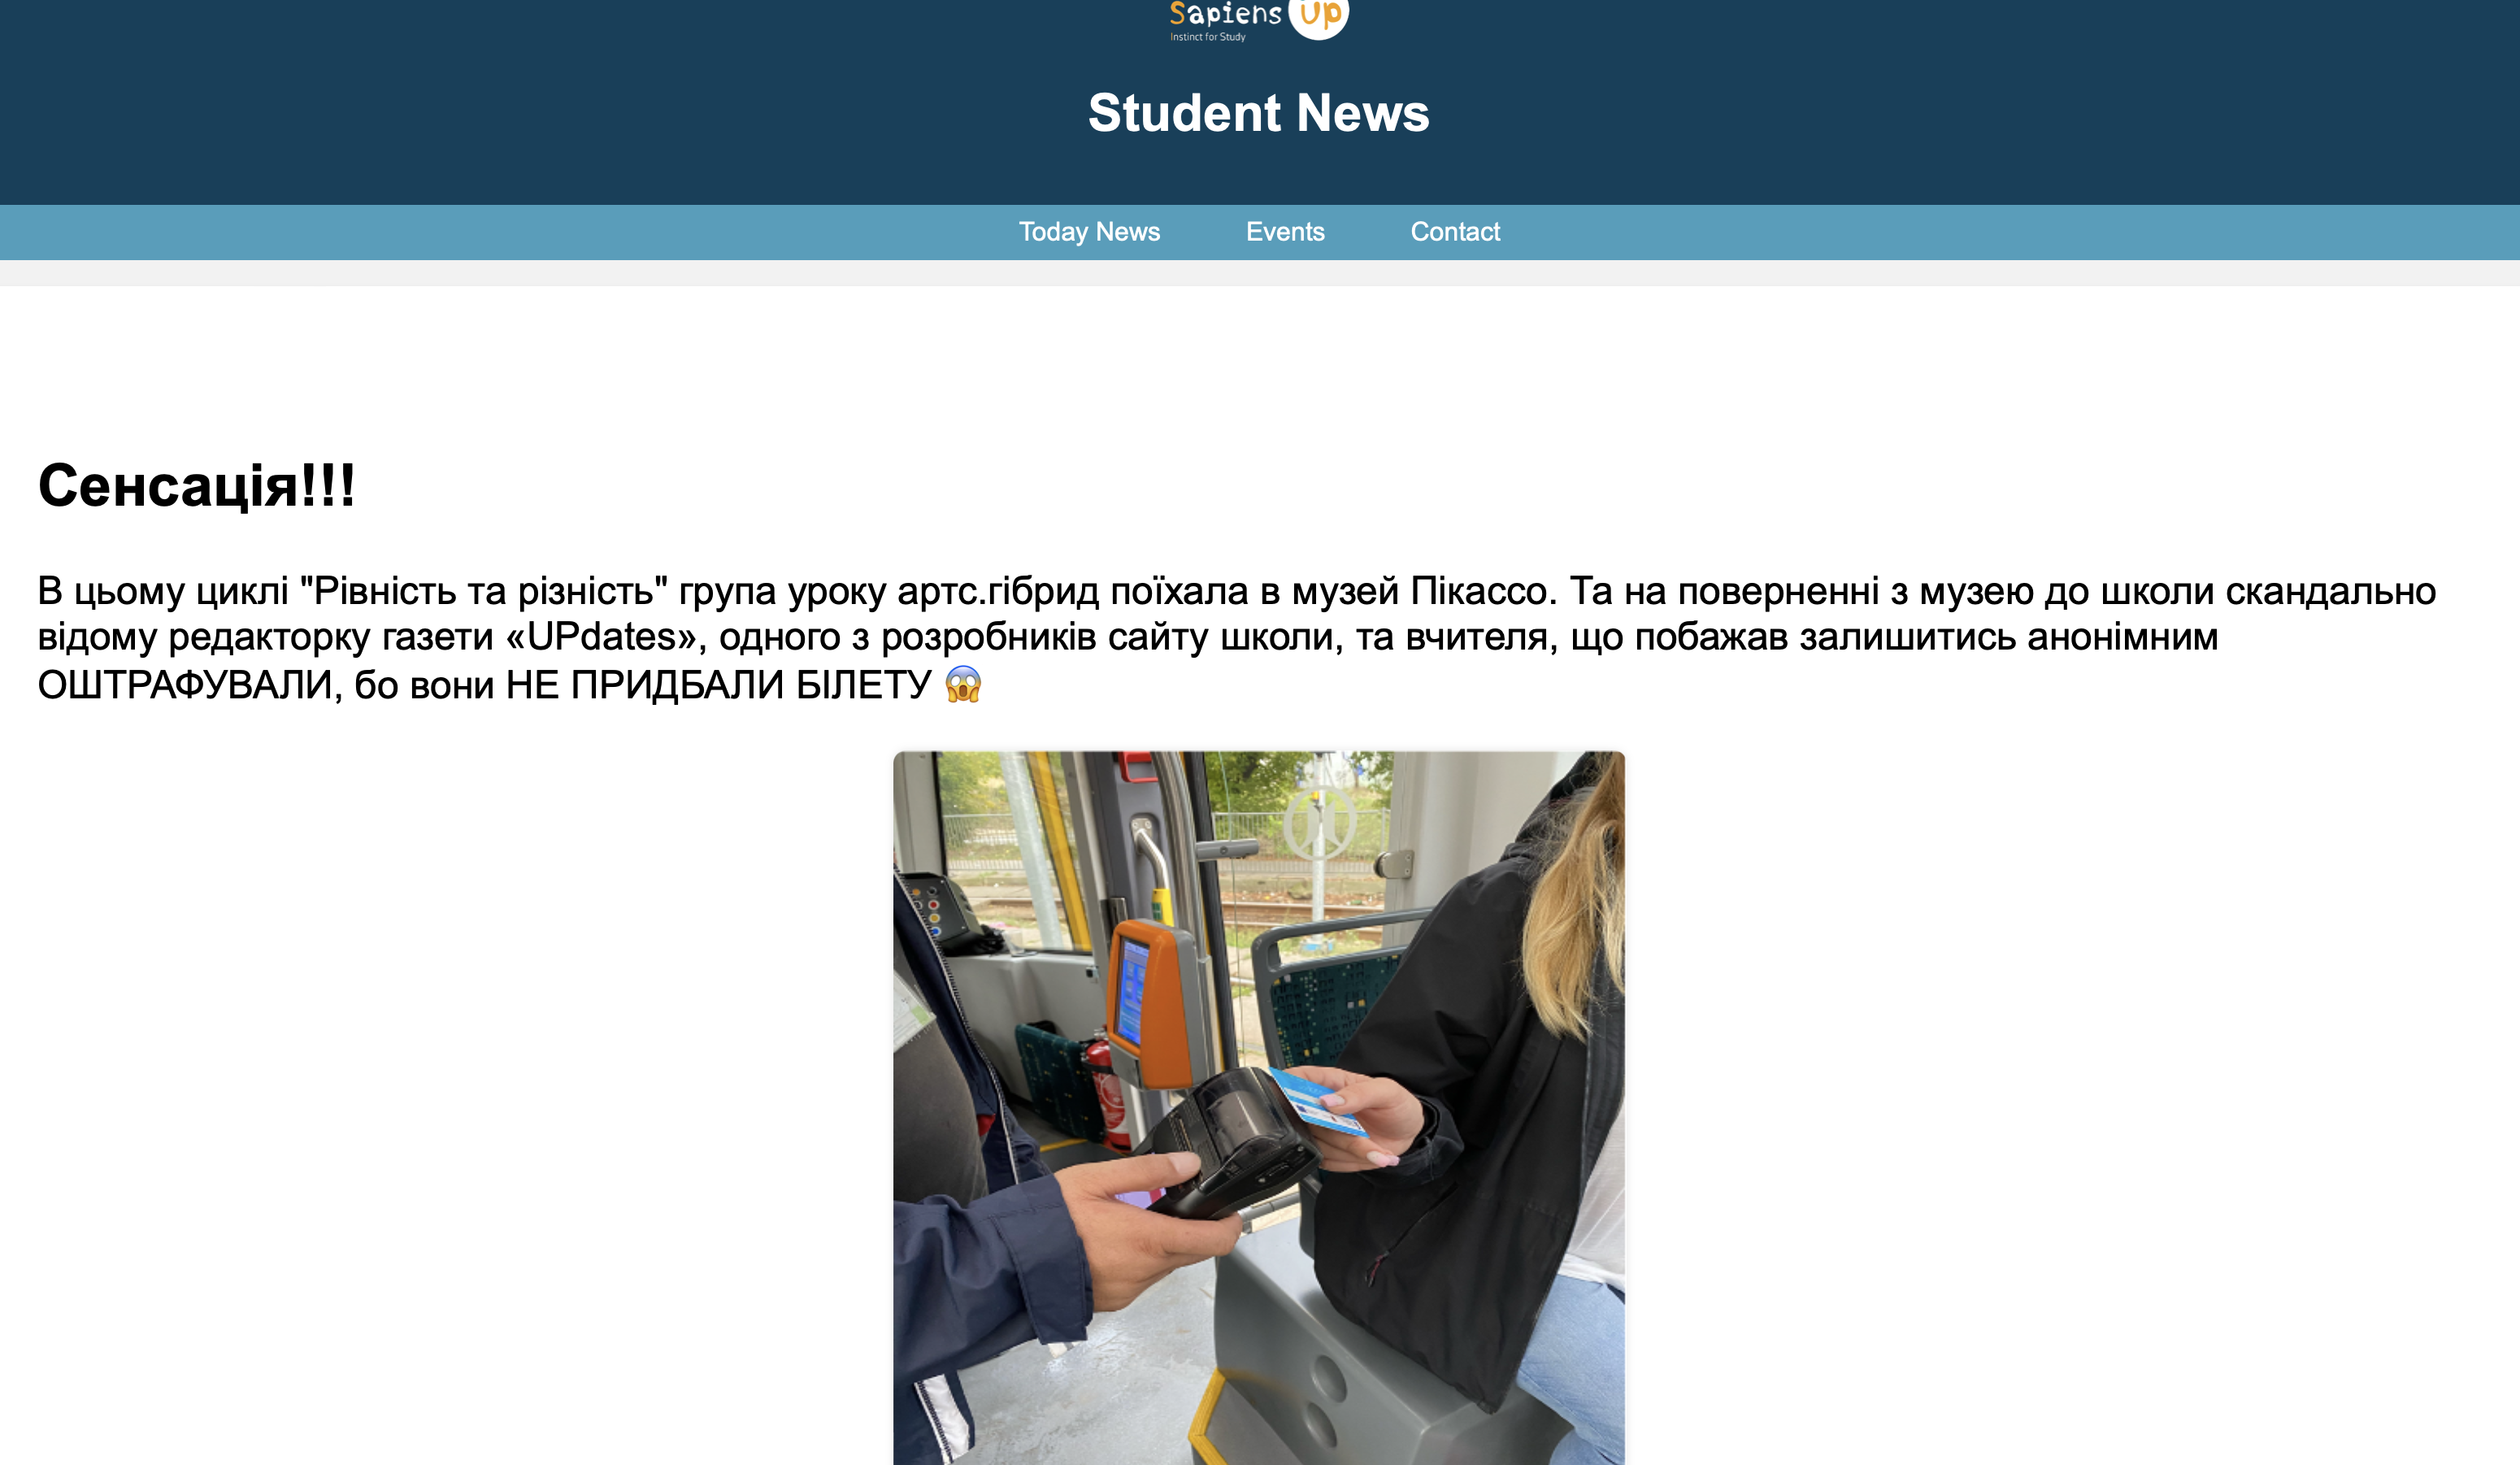 Sapiens Up
Instinct for Study
Student News
Today News Events Contact
Сенсація!!!
В цьому циклі "Рівність та різність" група уроку артс.гібрид поїхала в музей Пікассо. Та на поверненні з музею до школи скандально
відому редакторку газети «UPdates», одного з розробників сайту школи, та вчителя, що побажав залишитись анонімним
ОШТРАФУВАЛИ, бо вони НЕ ПРИДБАЛИ БІЛЕТУ 😱